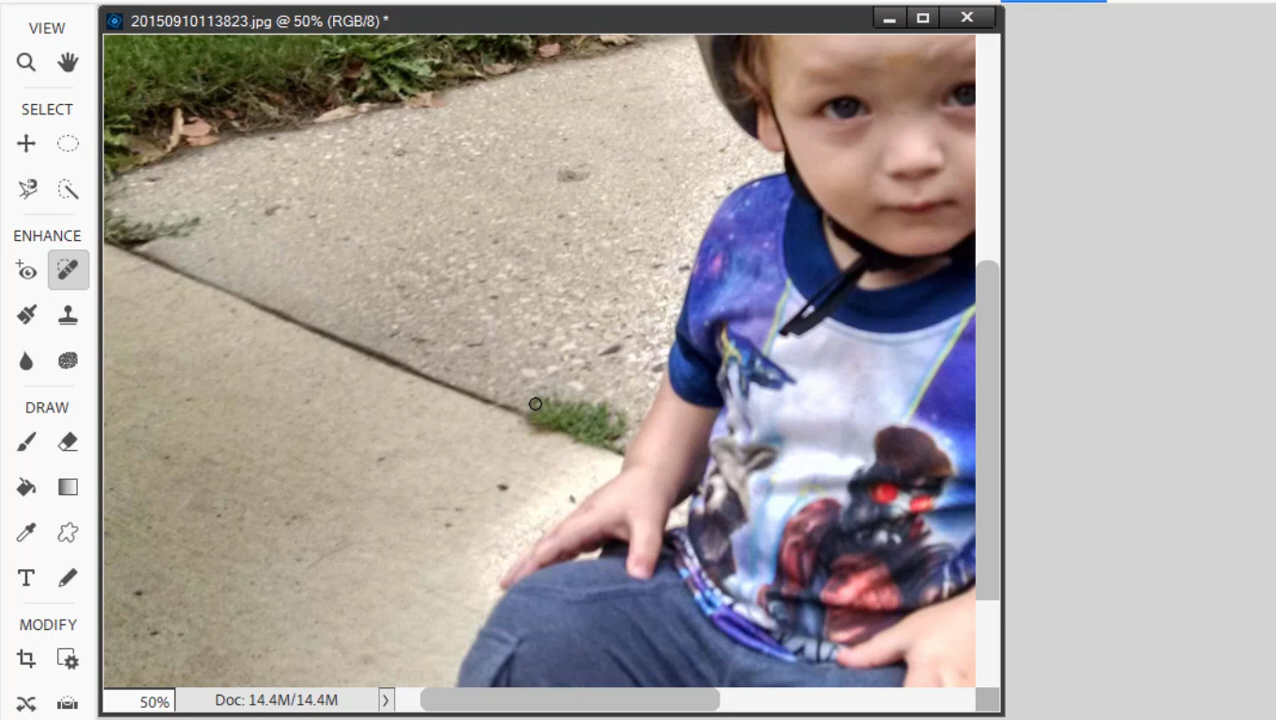 20150910113823.jpg @ 50% (RGB/8) *
VIEW
SELECT
ENHANCE
DRAW
MODIFY
50%
Doc: 14.4M/14.4M